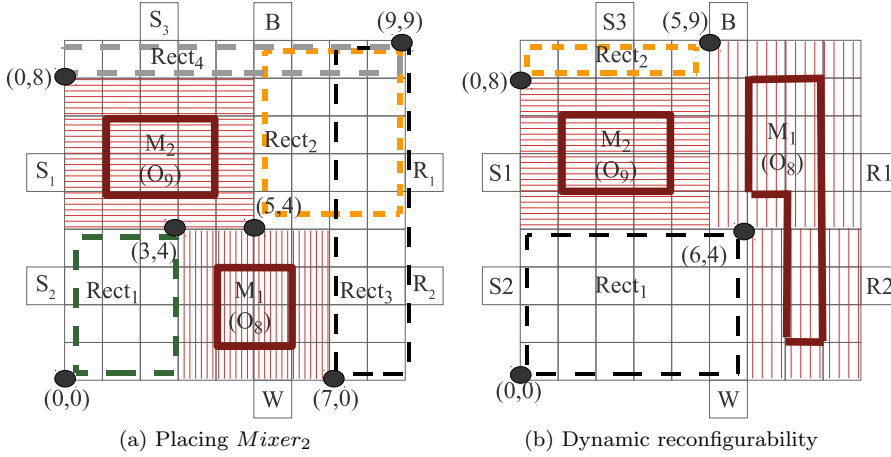 S₃ B (9,9)
Rect₄
(0,8)
M₂
(O₉)
Rect₂
S₁ R₁
(5,4)
(3,4)
S₂ Rect₁ M₁
(O₈)
Rect₃ R₂
(0,0) W (7,0)
(a) Placing Mixer₂
S3 (5,9) B
Rect₂
(0,8)
M₂
(O₉)
M₁
(O₈)
S1 R1
(6,4)
S2 Rect₁ R2
(0,0) W
(b) Dynamic reconfigurability